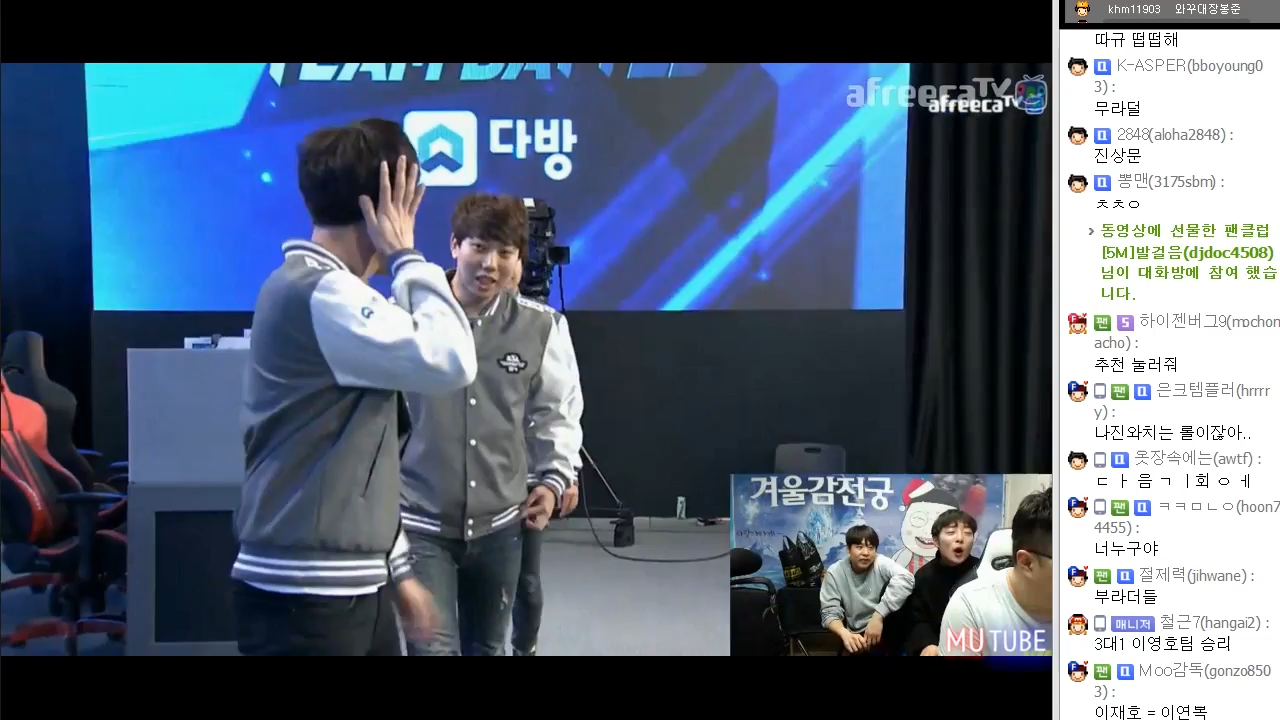 TEAM BATTLE
다방
afreecaTV
afreecaTV
겨울감전궁
MUTUBE
khm11903 와꾸대장봉준
따규 떱떱해
K-ASPER(bboyoung0
3) :
무라덜
2848(aloha2848) :
진상문
뽕맨(3175sbm) :
ㅊㅊㅇ
동영상에 선물한 팬클럽
[5M]발걸음(djdoc4508)
님이 대화방에 참여 했습
니다.
팬 5 하이젠버그9(mochom
acho) :
추천 눌러줘
팬 은크템플러(hrrrr
y) :
나진와치는 롤이잖아..
옷장속에는(awtf) :
ㄷㅏ음ㄱㅣ회ㅇㅔ
팬 ㅋㅋㅁㄴㅇ(hoon7
4455) :
너누구야
팬 절제력(jihwane) :
부라더들
매니저 철근7(hangai2) :
3대1 이영호팀 승리
팬 Moo감독(gonzo850
3) :
이재호 = 이연복